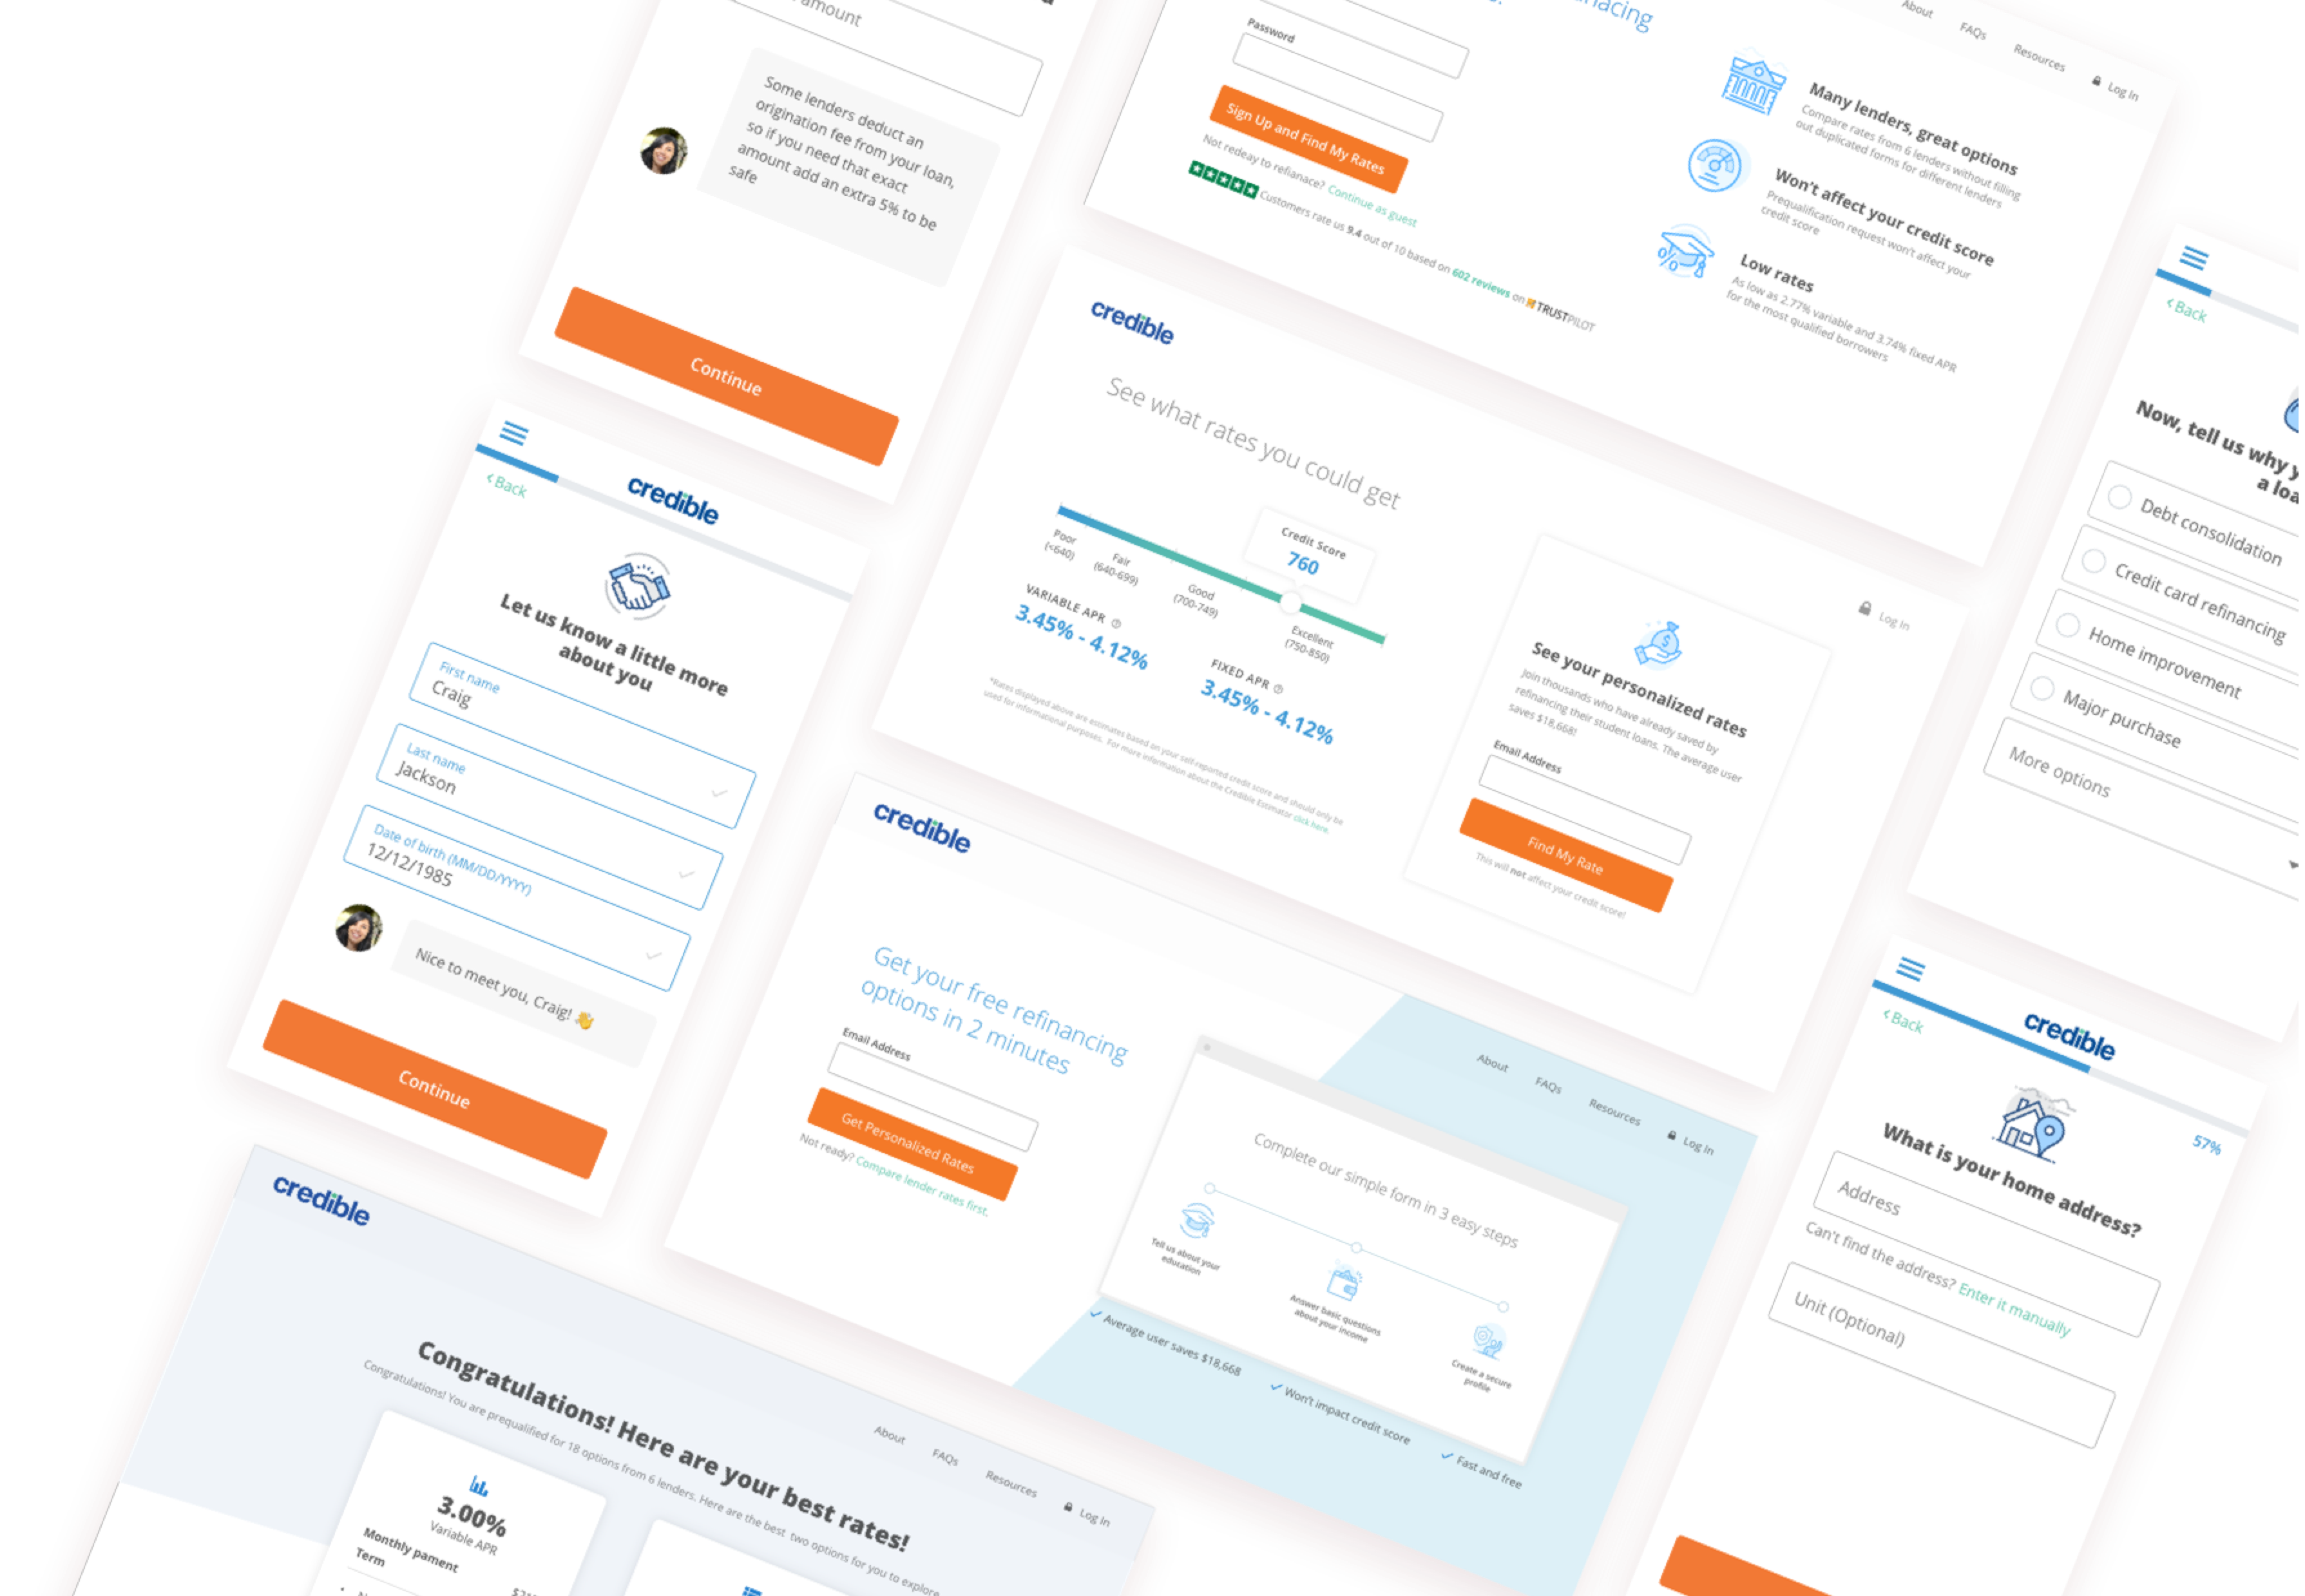 amount
Some lenders deduct an
origination fee from your loan,
so if you need that exact
amount add an extra 5% to be
safe
Continue
Password
Sign Up and Find My Rates
Not redeay to refianace? Continue as guest
Customers rate us 9.4 out of 10 based on 602 reviews on TRUSTPILOT
About
FAQs
Resources
Log In
Many lenders, great options
Compare rates from 6 lenders without filling
out duplicated forms for different lenders
Won't affect your credit score
Prequalification request won't affect your
credit score
Low rates
As low as 2.77% variable and 3.74% fixed APR
for the most qualified borrowers
credible
See what rates you could get
Credit Score
760
Poor
(<640)
Fair
(640-699)
Good
(700-749)
Excellent
(750-850)
VARIABLE APR
3.45% - 4.12%
FIXED APR
3.45% - 4.12%
*Rates displayed above are estimates based on your self-reported credit score and should only be
used for informational purposes. For more information about the Credible Estimator click here.
Log In
See your personalized rates
Join thousands who have already saved by
refinancing their student loans. The average user
saves $18,668!
Email Address
Find My Rate
This will not affect your credit score!
Back
Now, tell us why
a loa
Debt consolidation
Credit card refinancing
Home improvement
Major purchase
More options
Back
credible
Let us know a little more
about you
First name
Craig
Last name
Jackson
Date of birth (MM/DD/YYYY)
12/12/1985
Nice to meet you, Craig! 👋
Continue
credible
Get your free refinancing
options in 2 minutes
Email Address
Get Personalized Rates
Not ready? Compare lender rates first.
About
FAQs
Resources
Log In
Complete our simple form in 3 easy steps
Tell us about your
education
Answer basic questions
about your income
Create a secure
profile
Average user saves $18,668
Won't impact credit score
Fast and free
Back
credible
57%
What is your home address?
Address
Can't find the address? Enter it manually
Unit (Optional)
credible
About
FAQs
Resources
Log In
Congratulations! Here are your best rates!
Congratulations! You are prequalified for 18 options from 6 lenders. Here are the best two options for you to explore
3.00%
Variable APR
Monthly pament
Term